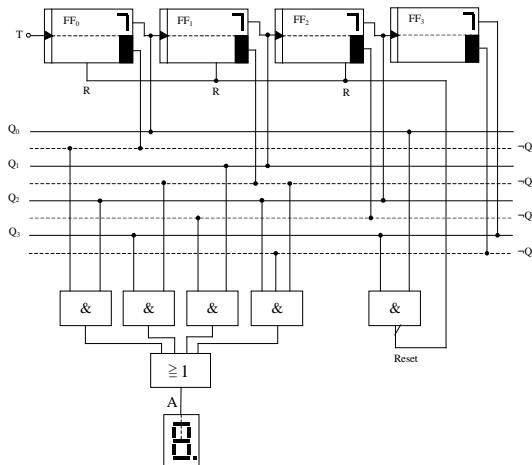 T FF0 FF1 FF2 FF3
R R R
Q0
¬Q
Q1
¬Q
Q2
¬Q
Q3
¬Q
& & & & &
Reset
≧ 1
A